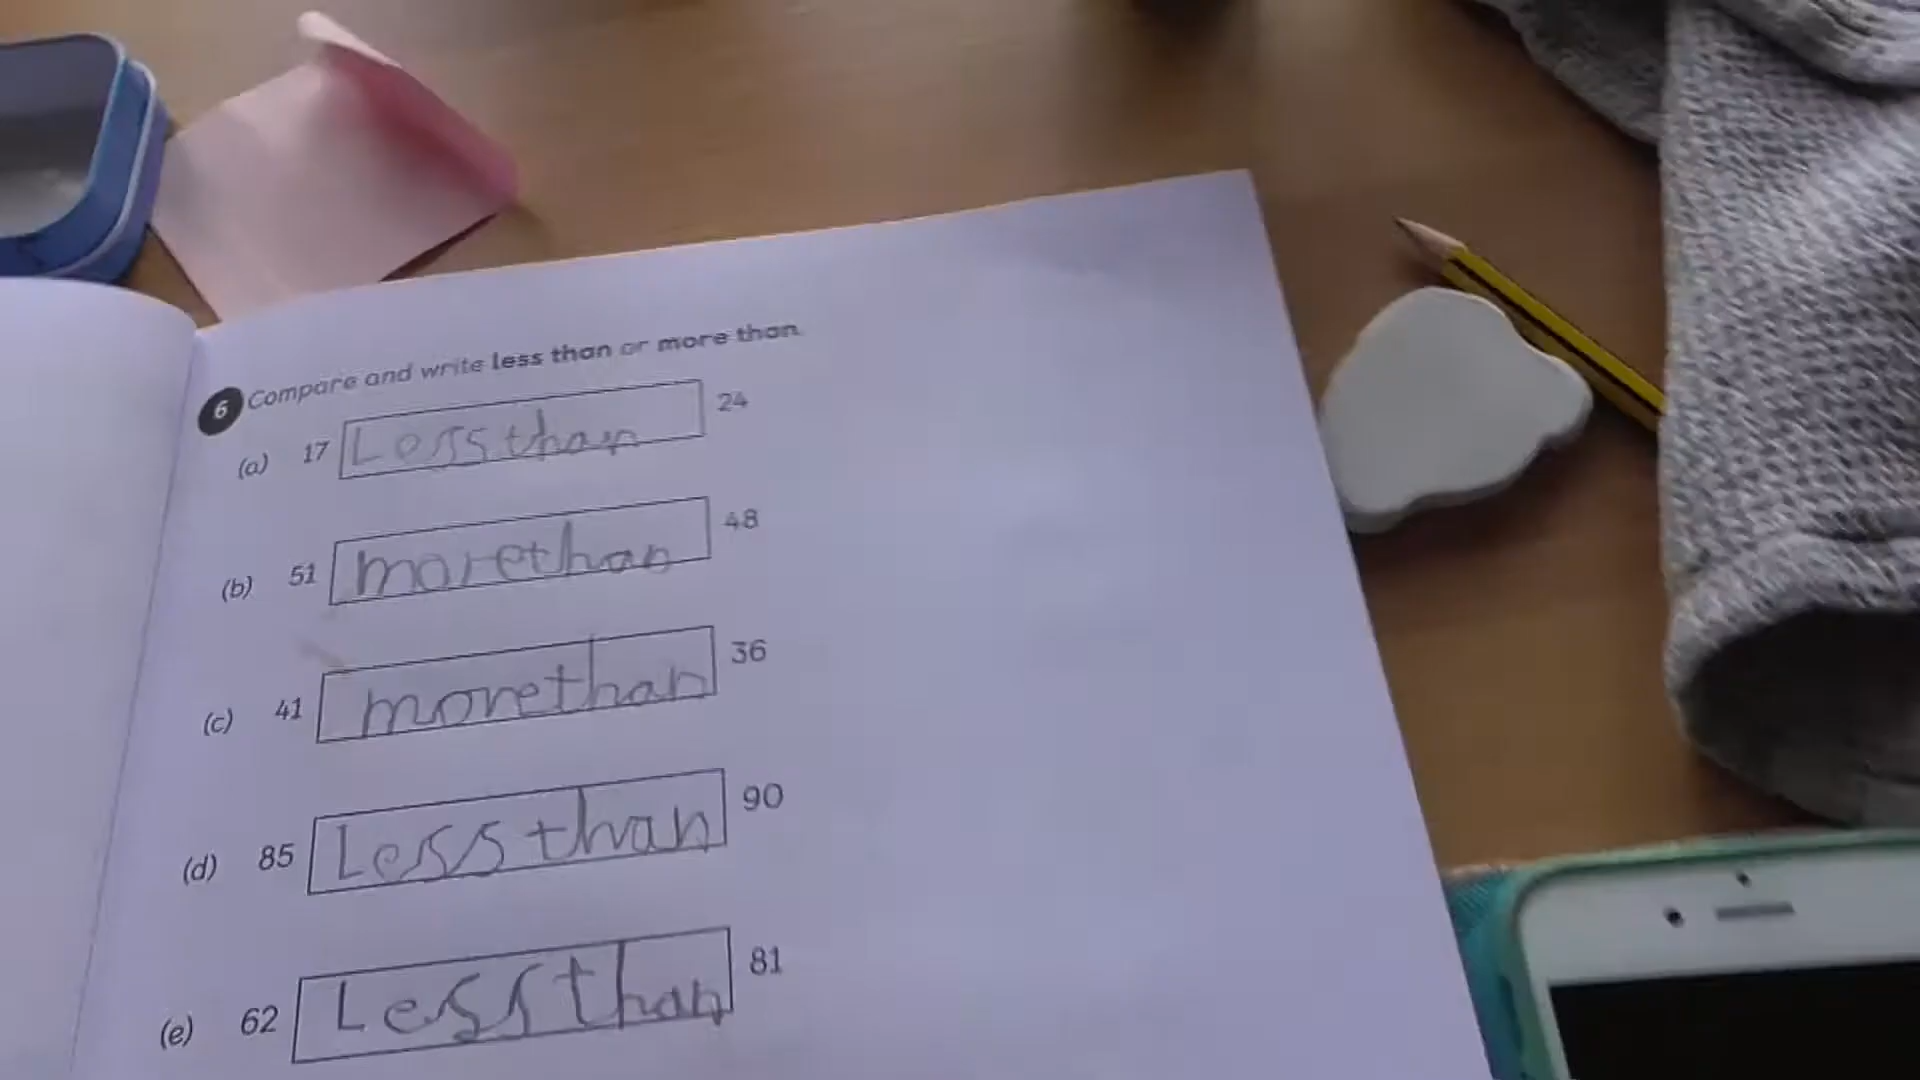 6 Compare and write less than or more than.
(a) 17 Less than 24
(b) 51 more than 48
(c) 41 more than 36
(d) 85 Less than 90
(e) 62 Less than 81